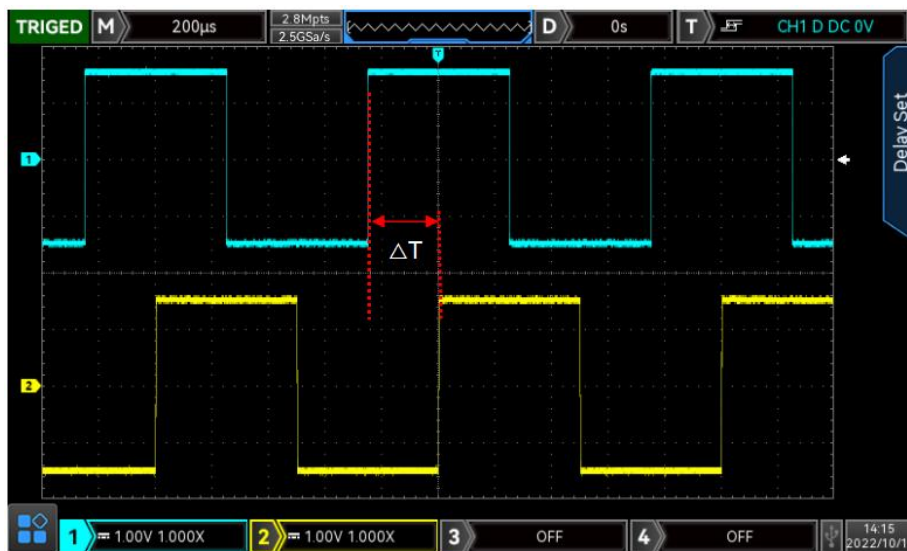 TRIGED M 200μs 2.8Mpts D 0s T CH1 D DC 0V
2.5GSa/s
T
Delay Set
1
△T
2
1 1.00V 1.000X 2 1.00V 1.000X 3 OFF 4 OFF 14:15
2022/10/1